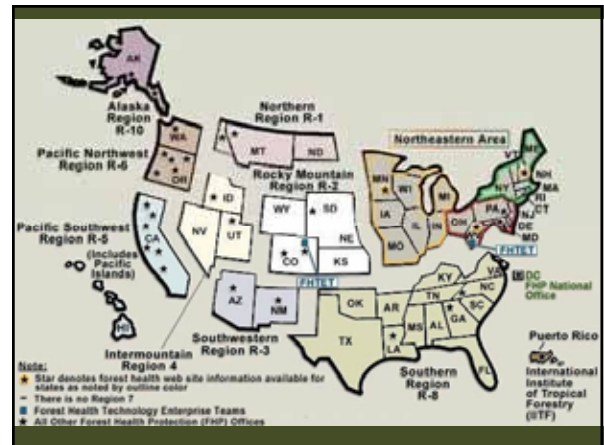 AK
Alaska
Region
R-10
Northern
Region R-1
WA
OR
Pacific Northwest
Region R-6
MT
ND
Northeastern Area
Rocky Mountain
Region R-2
ID
WY
SD
NE
CO
KS
FHTET
NV
UT
Pacific Southwest
Region R-5
(Includes
Pacific
Islands)
CA
HI
AZ
NM
Southwestern
Region R-3
Intermountain
Region 4
MN
WI
MI
IA
IL
IN
MO
OH
PA
VT
ME
NH
NY
MA
RI
CT
NJ
DE
MD
FHTET
DC
FHP National
Office
KY
VA
TN
NC
SC
OK
AR
TX
LA
MS
AL
GA
FL
Southern
Region
R-8
Puerto Rico
International
Institute
of Tropical
Forestry
(IITF)
Note:
Star denotes forest health web site information available for
states as noted by outline color
– There is no Region 7
Forest Health Technology Enterprise Teams
All Other Forest Health Protection (FHP) Offices